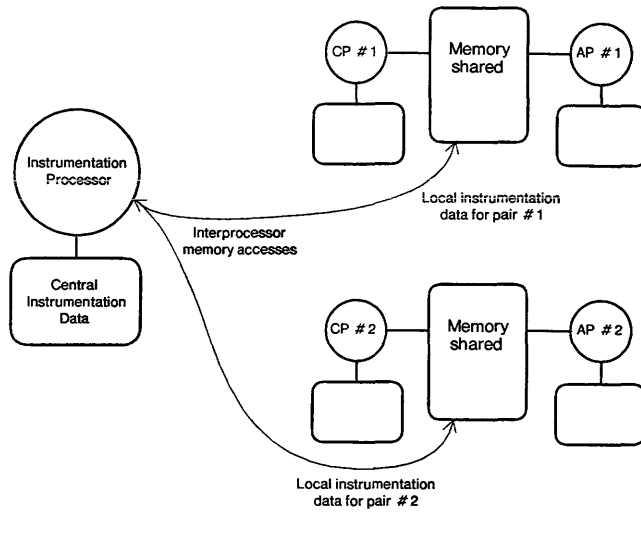 CP #1
Memory
shared
AP #1
Instrumentation
Processor
Local instrumentation
data for pair #1
Interprocessor
memory accesses
Central
Instrumentation
Data
CP #2
Memory
shared
AP #2
Local instrumentation
data for pair #2